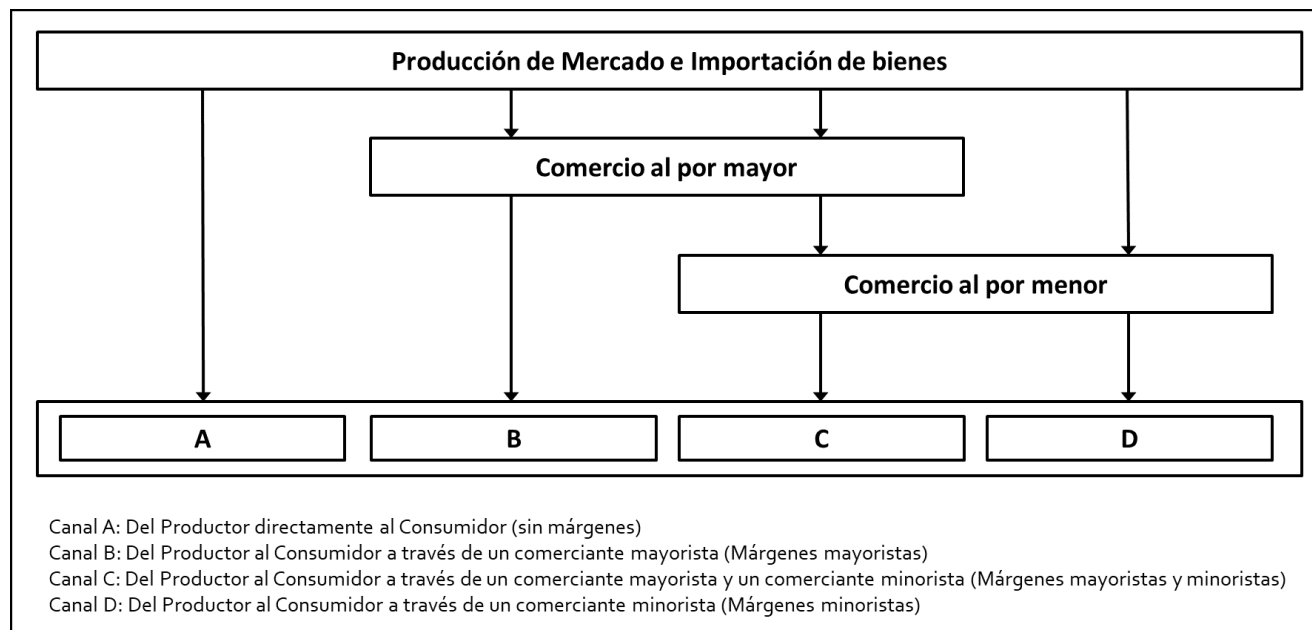 Producción de Mercado e Importación de bienes
Comercio al por mayor
Comercio al por menor
A
B
C
D
Canal A: Del Productor directamente al Consumidor (sin márgenes)
Canal B: Del Productor al Consumidor a través de un comerciante mayorista (Márgenes mayoristas)
Canal C: Del Productor al Consumidor a través de un comerciante mayorista y un comerciante minorista (Márgenes mayoristas y minoristas)
Canal D: Del Productor al Consumidor a través de un comerciante minorista (Márgenes minoristas)